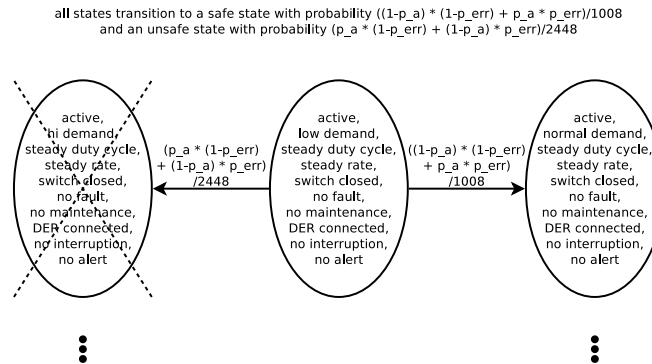 all states transition to a safe state with probability ((1-p_a) * (1-p_err) + p_a * p_err)/1008
and an unsafe state with probability (p_a * (1-p_err) + (1-p_a) * p_err)/2448
active,
hi demand,
steady duty cycle,
steady rate,
switch closed,
no fault,
no maintenance,
DER connected,
no interruption,
no alert
(p_a * (1-p_err)
+ (1-p_a) * p_err)
/2448
active,
low demand,
steady duty cycle,
steady rate,
switch closed,
no fault,
no maintenance,
DER connected,
no interruption,
no alert
((1-p_a) * (1-p_err)
+ p_a * p_err)
/1008
active,
normal demand,
steady duty cycle,
steady rate,
switch closed,
no fault,
no maintenance,
DER connected,
no interruption,
no alert